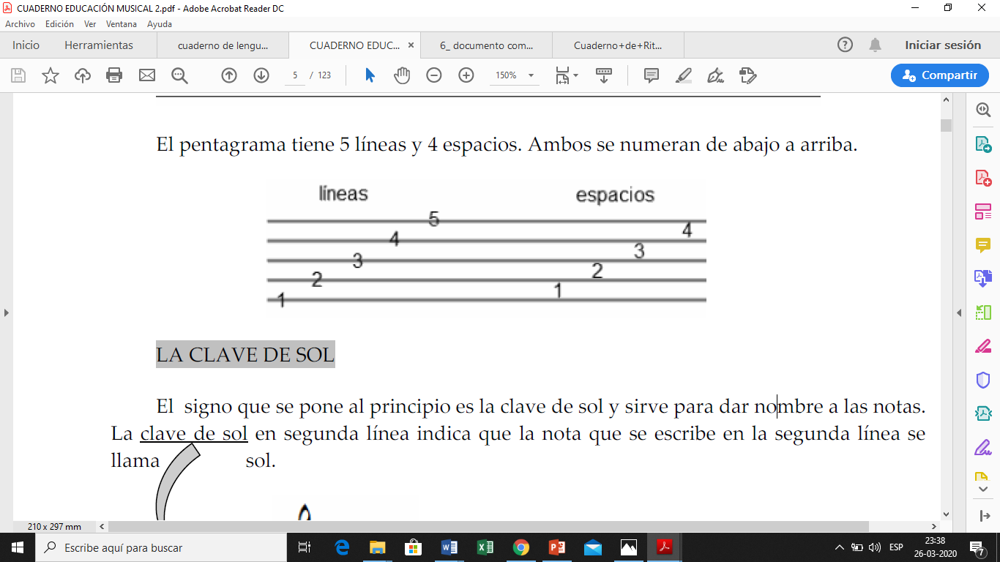 CUADERNO EDUCACIÓN MUSICAL 2.pdf - Adobe Acrobat Reader DC
Archivo Edición Ver Ventana Ayuda
Inicio Herramientas cuaderno de lengu... CUADERNO EDUC... × 6_ documento com... Cuaderno+de+Rit... Iniciar sesión
5 / 123 150% Compartir
El pentagrama tiene 5 líneas y 4 espacios. Ambos se numeran de abajo a arriba.
líneas espacios
5
4 4
3 3
2 2
1 1
LA CLAVE DE SOL
El signo que se pone al principio es la clave de sol y sirve para dar nombre a las notas.
La clave de sol en segunda línea indica que la nota que se escribe en la segunda línea se
llama sol.
210 x 297 mm
Escribe aquí para buscar ESP 23:38
26-03-2020 7